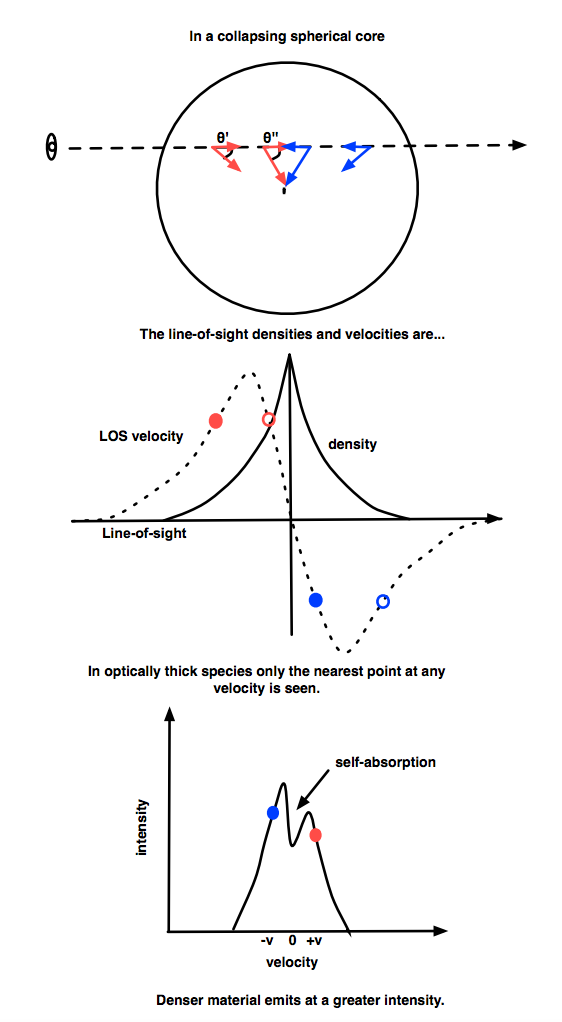 In a collapsing spherical core
θ' θ"
The line-of-sight densities and velocities are...
LOS velocity
density
Line-of-sight
In optically thick species only the nearest point at any
velocity is seen.
self-absorption
intensity
-v 0 +v
velocity
Denser material emits at a greater intensity.